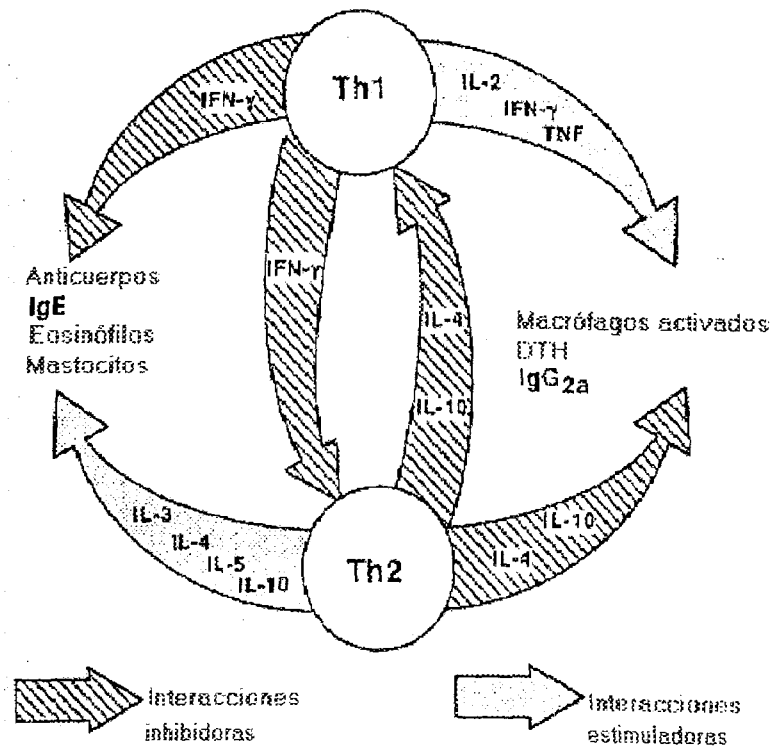 Th1
IFN-γ
IL-2
IFN-γ
TNF
IFN-γ
IL-4
IL-10
Anticuerpos
IgE
Eosinófilos
Mastocitos
Macrófagos activados
DTH
IgG2a
Th2
IL-3
IL-4
IL-5
IL-10
IL-10
IL-4
Interacciones
inhibidoras
Interacciones
estimuladoras